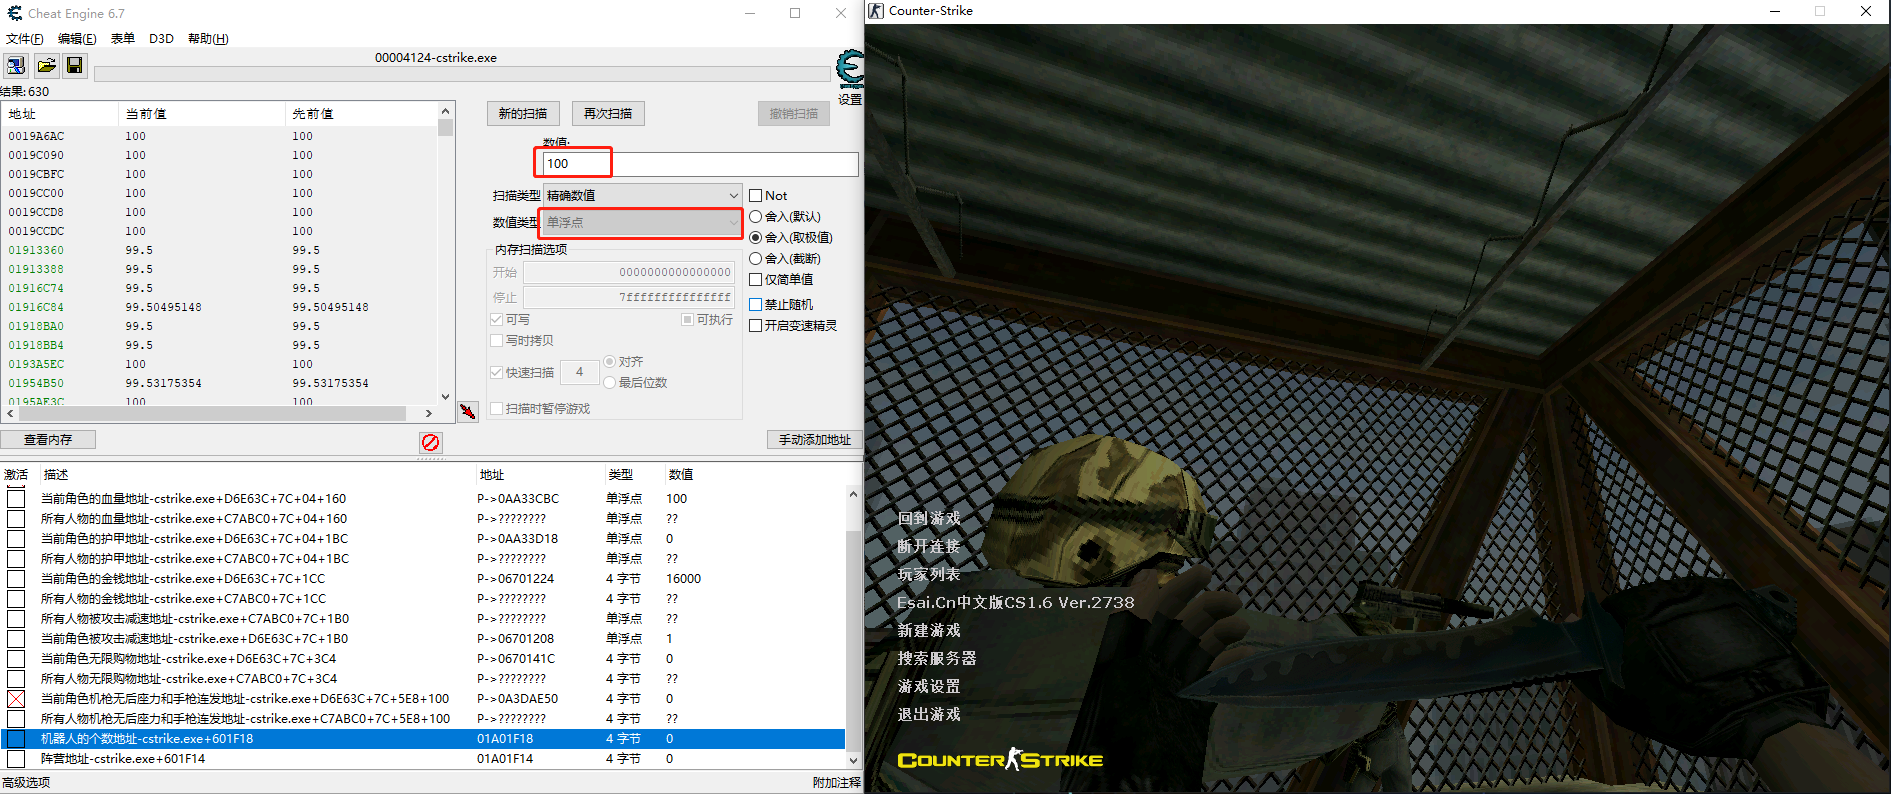 Cheat Engine 6.7
文件(F) 编辑(E) 表单 D3D 帮助(H)
00004124-cstrike.exe
设置
结果: 630
地址 当前值 先前值
0019A6AC 100 100
0019C090 100 100
0019CBFC 100 100
0019CC00 100 100
0019CCD8 100 100
0019CCDC 100 100
01913360 99.5 99.5
01913388 99.5 99.5
01916C74 99.5 99.5
01916C84 99.50495148 99.50495148
01918BA0 99.5 99.5
01918BB4 99.5 99.5
0193A5EC 100 100
01954B50 99.53175354 99.53175354
0195AE3C 100 100
新的扫描 再次扫描 撤销扫描
数值:
100
扫描类型 精确数值
数值类型 单浮点
Not
舍入(默认)
舍入(取极值)
舍入(截断)
仅简单值
禁止随机
开启变速精灵
内存扫描选项
开始 0000000000000000
停止 7fffffffffffffff
可写 可执行
写时拷贝
快速扫描 4 对齐
最后位数
扫描时暂停游戏
查看内存 手动添加地址
激活 描述 地址 类型 数值
当前角色的血量地址-cstrike.exe+D6E63C+7C+04+160 P->0AA33CBC 单浮点 100
所有人物的血量地址-cstrike.exe+C7ABC0+7C+04+160 P->???????? 单浮点 ??
当前角色的护甲地址-cstrike.exe+D6E63C+7C+04+1BC P->0AA33D18 单浮点 0
所有人物的护甲地址-cstrike.exe+C7ABC0+7C+04+1BC P->???????? 单浮点 ??
当前角色的金钱地址-cstrike.exe+D6E63C+7C+1CC P->06701224 4 字节 16000
所有人物的金钱地址-cstrike.exe+C7ABC0+7C+1CC P->???????? 4 字节 ??
所有人物被攻击减速地址-cstrike.exe+C7ABC0+7C+1B0 P->???????? 单浮点 ??
当前角色被攻击减速地址-cstrike.exe+D6E63C+7C+1B0 P->06701208 单浮点 1
当前角色无限购物地址-cstrike.exe+D6E63C+7C+3C4 P->0670141C 4 字节 0
所有人物无限购物地址-cstrike.exe+C7ABC0+7C+3C4 P->???????? 4 字节 ??
当前角色机枪无后座力和手枪连发地址-cstrike.exe+D6E63C+7C+5E8+100 P->0A3DAE50 4 字节 0
所有人物机枪无后座力和手枪连发地址-cstrike.exe+C7ABC0+7C+5E8+100 P->???????? 4 字节 ??
机器人的个数地址-cstrike.exe+601F18 01A01F18 4 字节 0
阵营地址-cstrike.exe+601F14 01A01F14 4 字节 0
高级选项 附加注释
Counter-Strike
回到游戏
断开连接
玩家列表
Esai.Cn中文版CS1.6 Ver.2738
新建游戏
搜索服务器
游戏设置
退出游戏
COUNTER STRIKE